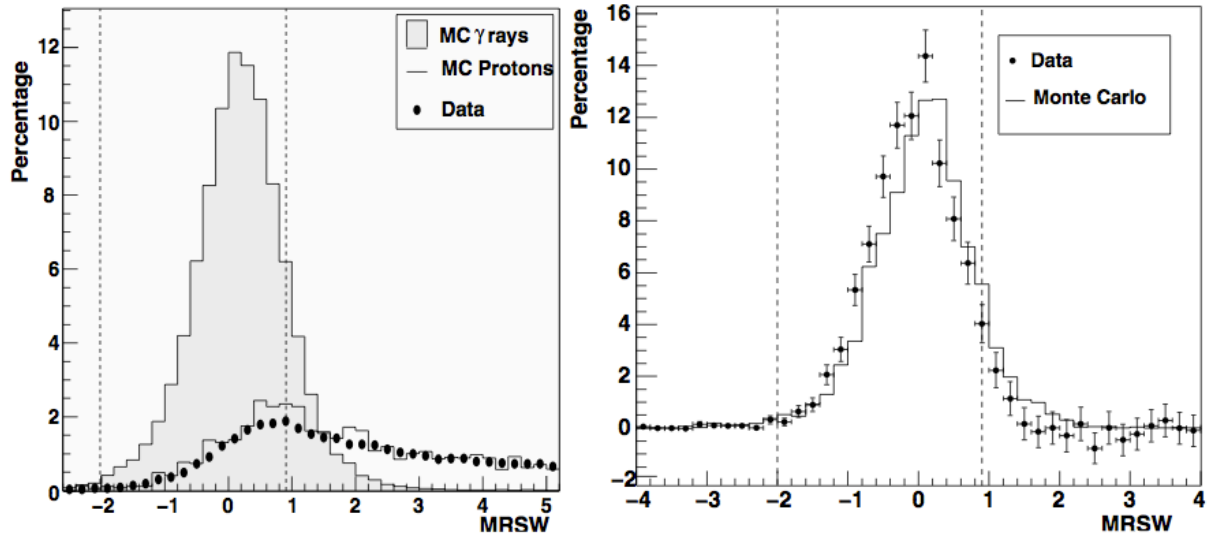 Percentage
12
10
8
6
4
2
0
MC γ rays
MC Protons
Data
−2 −1 0 1 2 3 4 5
MRSW
Percentage
16
14
12
10
8
6
4
2
0
−2
Data
Monte Carlo
−4 −3 −2 −1 0 1 2 3 4
MRSW